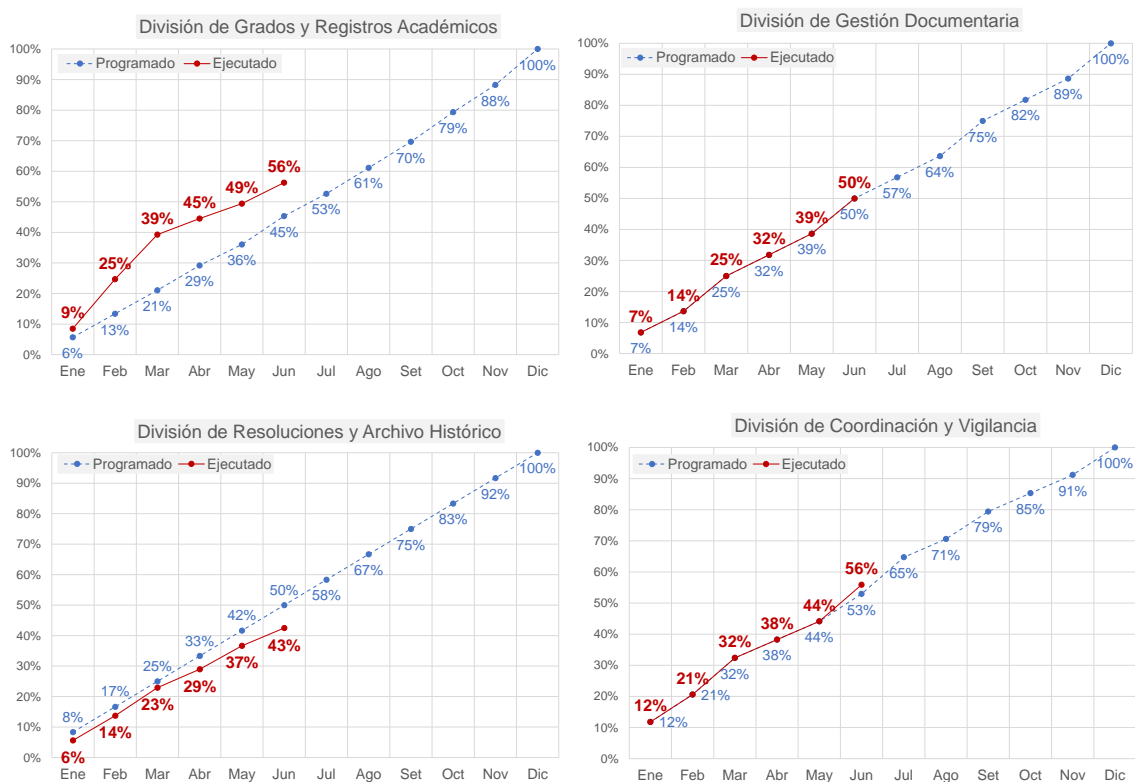 División de Grados y Registros Académicos
Programado Ejecutado
100%
90%
80%
70%
60%
50%
40%
30%
20%
10%
0%
9% 25% 39% 45% 49% 56%
6% 13% 21% 29% 36% 45% 53% 61% 70% 79% 88% 100%
Ene Feb Mar Abr May Jun Jul Ago Set Oct Nov Dic
División de Gestión Documentaria
Programado Ejecutado
100%
90%
80%
70%
60%
50%
40%
30%
20%
10%
0%
7% 14% 25% 32% 39% 50%
7% 14% 25% 32% 39% 50% 57% 64% 75% 82% 89% 100%
Ene Feb Mar Abr May Jun Jul Ago Set Oct Nov Dic
División de Resoluciones y Archivo Histórico
Programado Ejecutado
100%
90%
80%
70%
60%
50%
40%
30%
20%
10%
0%
8% 17% 25% 33% 42% 50% 58% 67% 75% 83% 92% 100%
6% 14% 23% 29% 37% 43%
Ene Feb Mar Abr May Jun Jul Ago Set Oct Nov Dic
División de Coordinación y Vigilancia
Programado Ejecutado
100%
90%
80%
70%
60%
50%
40%
30%
20%
10%
0%
12% 21% 32% 38% 44% 56%
12% 21% 32% 38% 44% 53% 65% 71% 79% 85% 91% 100%
Ene Feb Mar Abr May Jun Jul Ago Set Oct Nov Dic